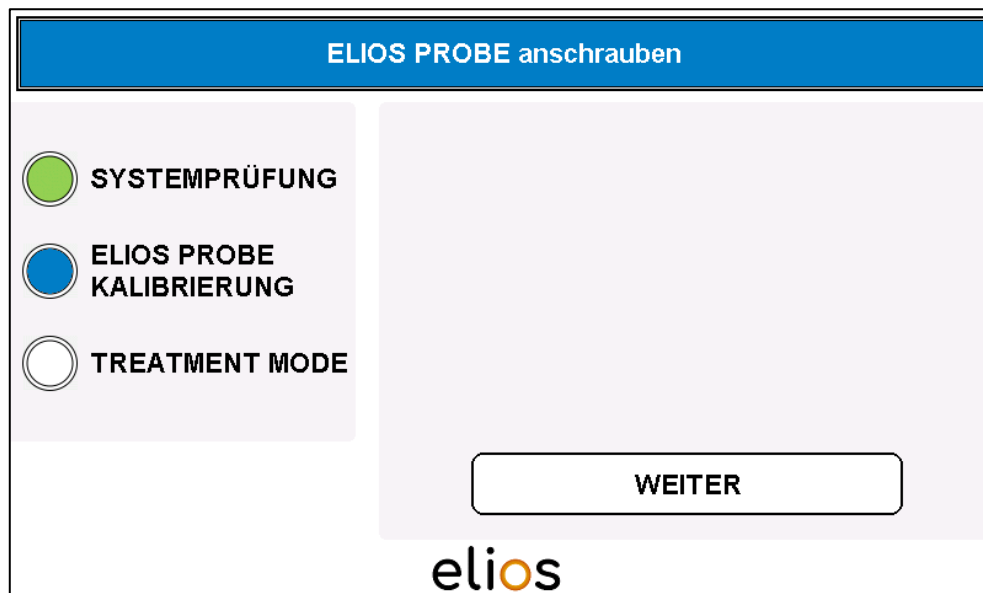 ELIOS PROBE anschrauben
SYSTEMPRÜFUNG
ELIOS PROBE
KALIBRIERUNG
TREATMENT MODE
WEITER
elios